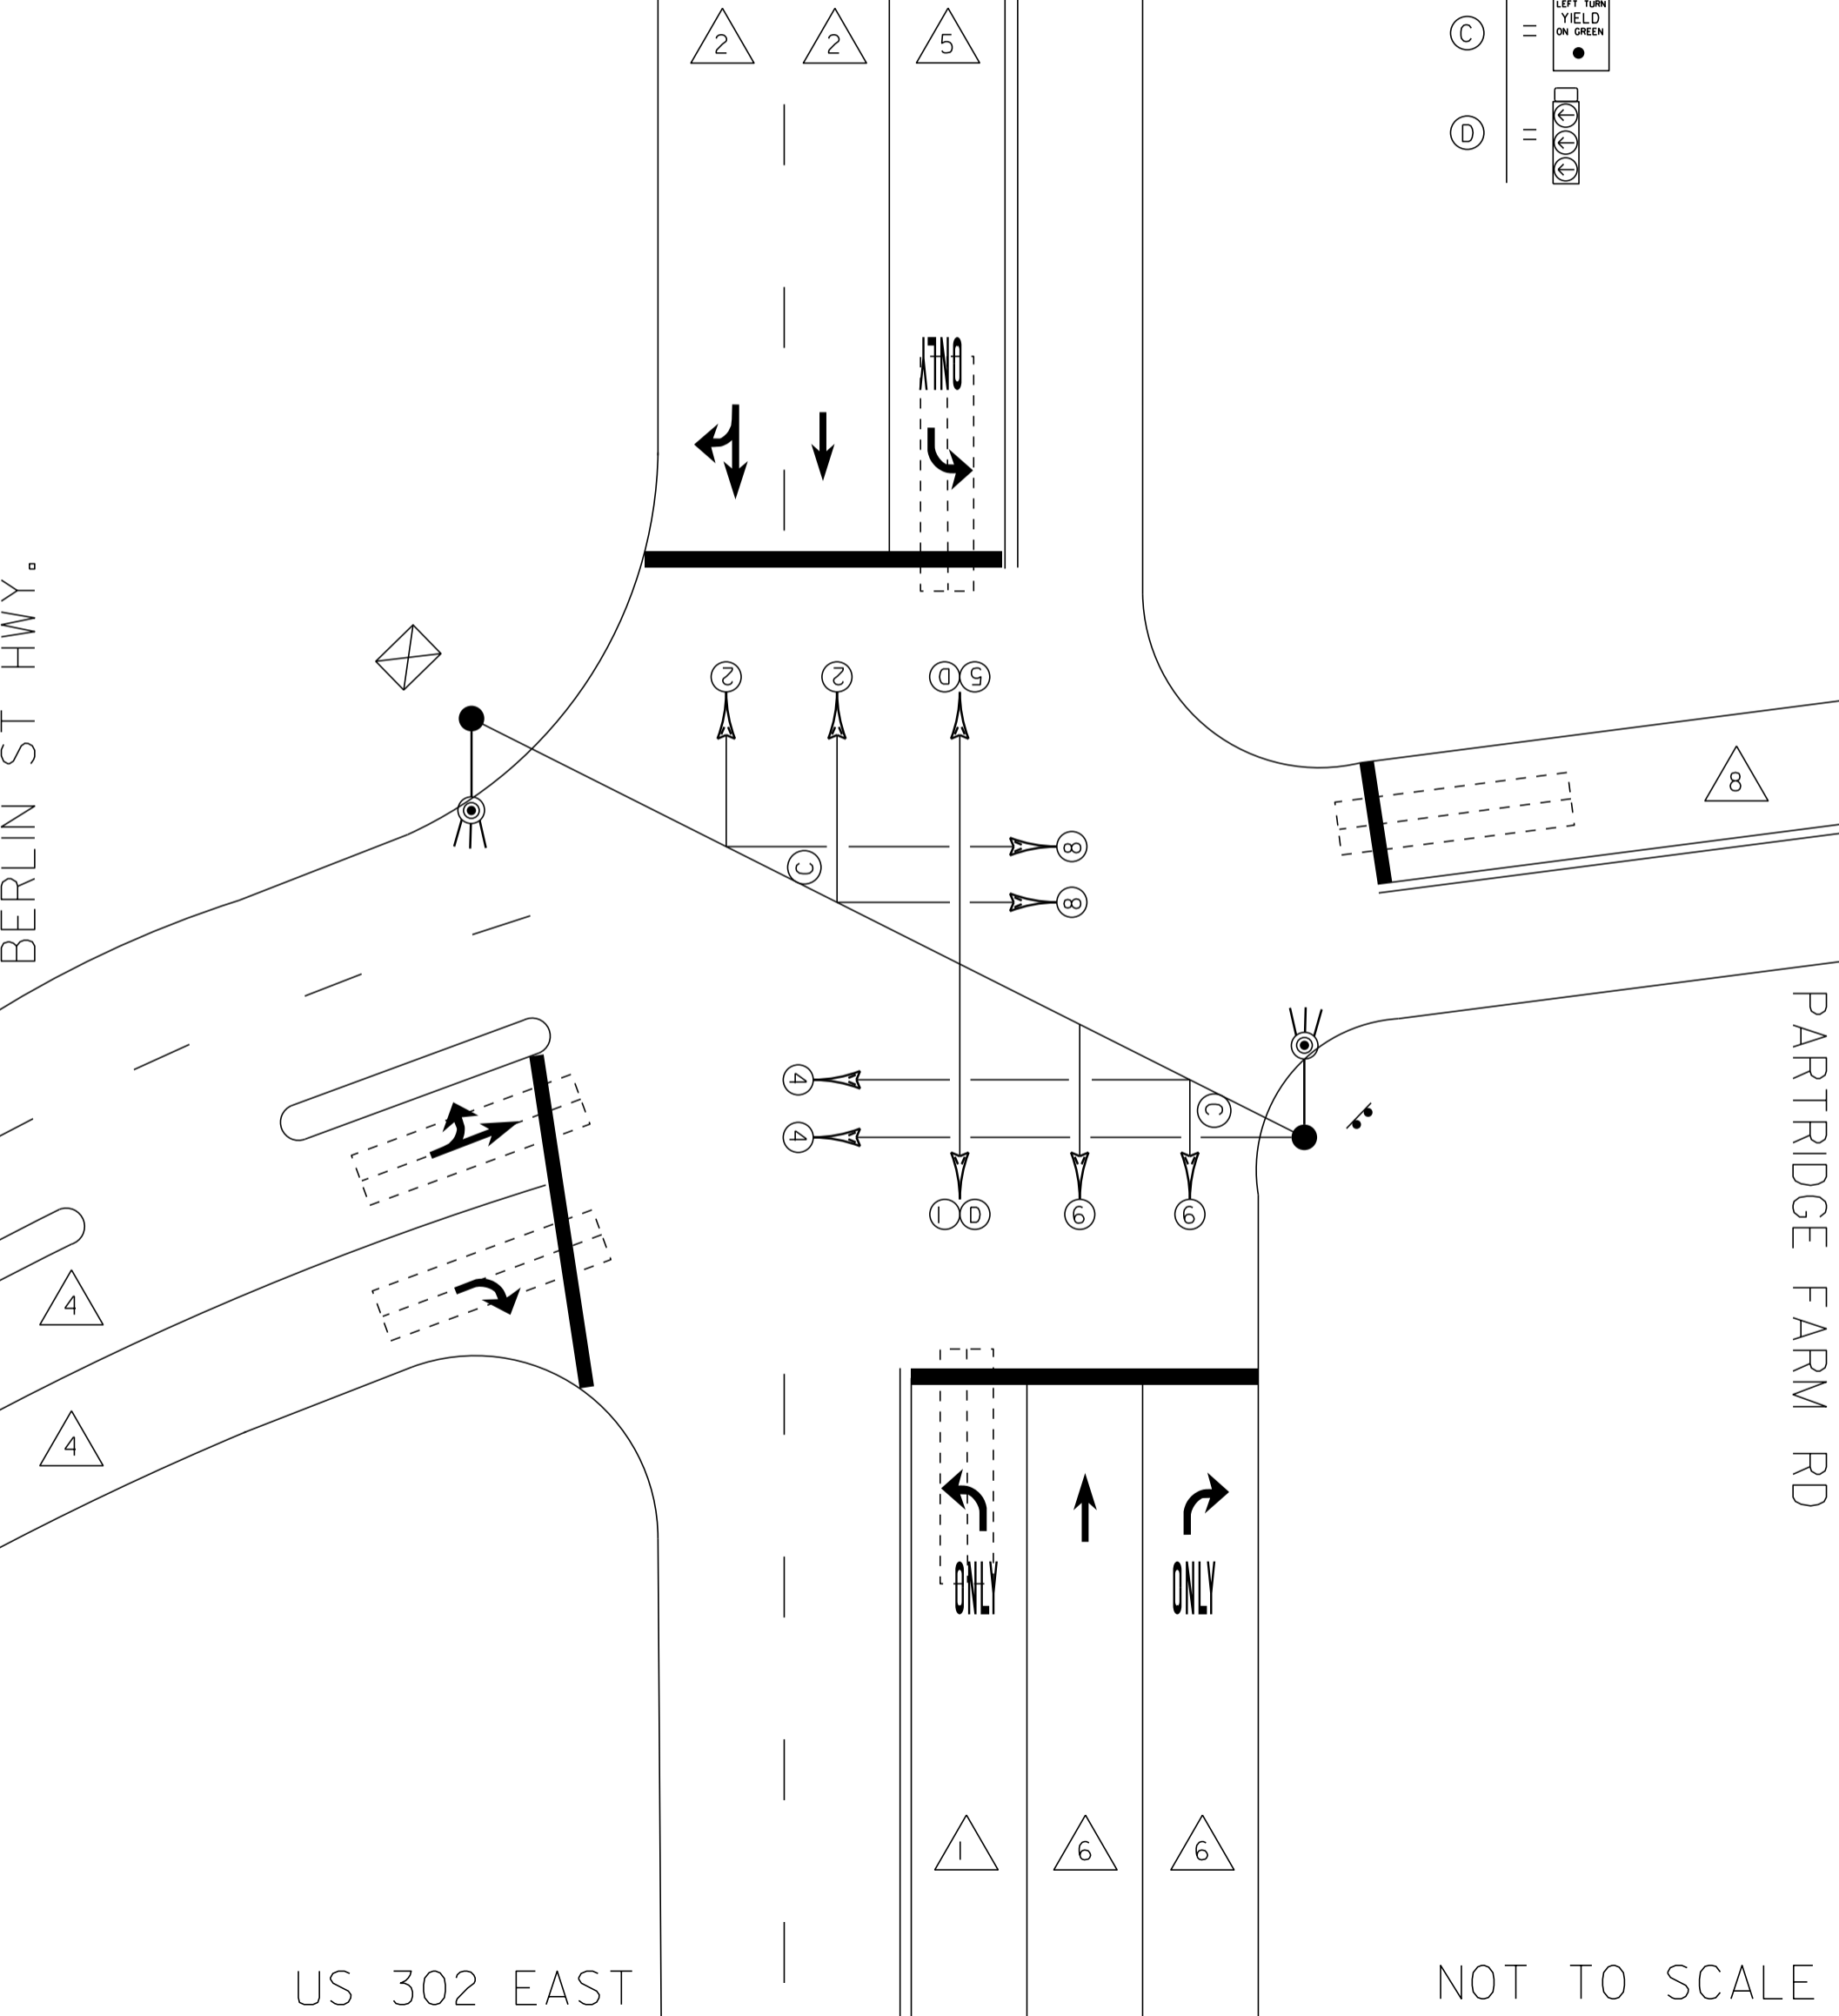 2
2
5
C
=
LEFT TURN
YIELD
ON GREEN
D
=
ONLY
BERLIN ST HWY.
2
2
D
5
8
8
C
8
4
C
4
1
D
6
6
PARTRIDGE FARM RD
4
4
ONLY
ONLY
1
6
6
US 302 EAST
NOT TO SCALE